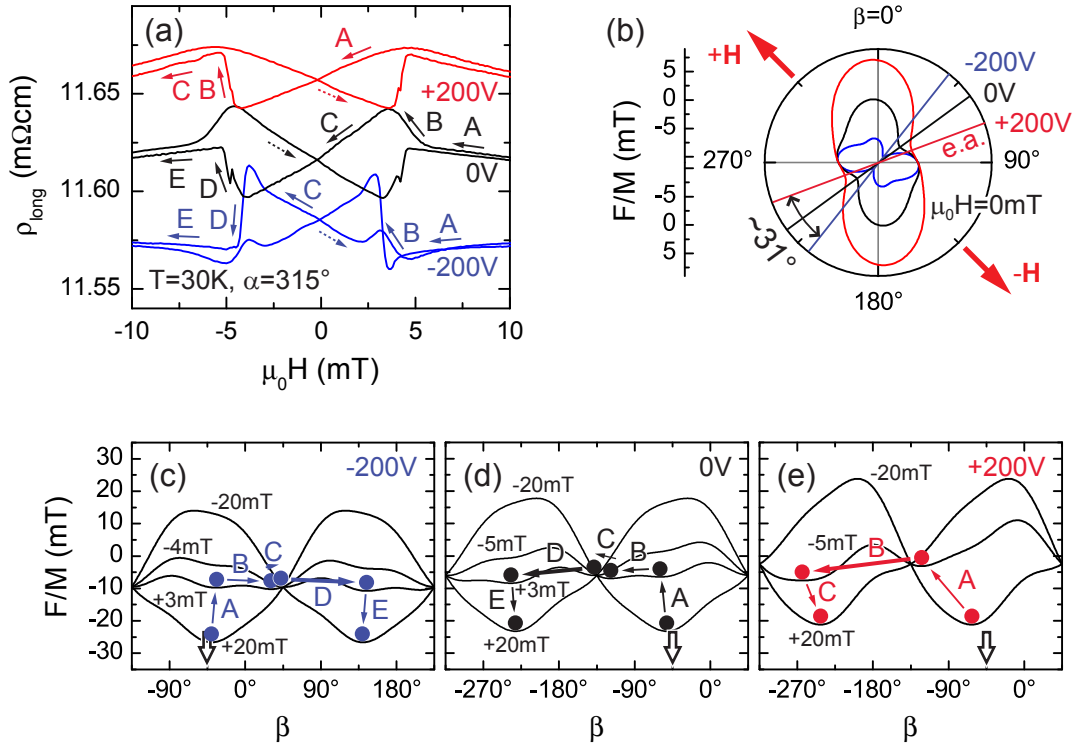 (a)
ρlong (mΩcm)
11.65
11.60
11.55
A
C B
+200V
C
B
A
E
D
0V
C
E
D
B
A
-200V
T=30K, α=315°
-10
-5
0
5
10
μ0H (mT)
(b)
β=0°
+H
-200V
0V
+200V
e.a.
F/M (mT)
5
0
-5
-5
0
5
270°
90°
μ0H=0mT
~31°
-H
180°
(c)
-200V
F/M (mT)
20
10
0
-10
-20
-30
-20mT
-4mT
B
C
+3mT
A
D
E
+20mT
-90°
0°
90°
180°
β
(d)
0V
-20mT
-5mT
C
D
B
+3mT
E
A
+20mT
-270°
-180°
-90°
0°
β
(e)
+200V
-20mT
-5mT
B
A
C
+20mT
-270°
-180°
-90°
0°
β